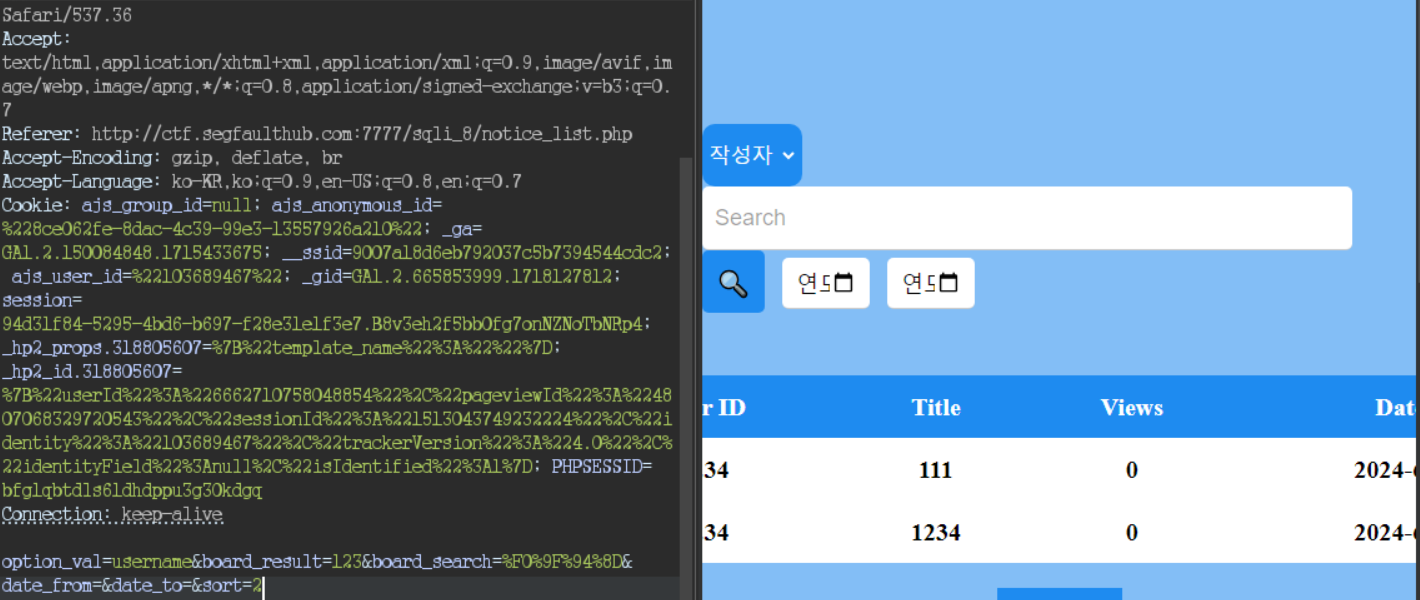 Safari/537.36
Accept:
text/html,application/xhtml+xml,application/xml;q=0.9,image/avif,im
age/webp,image/apng,*/*;q=0.8,application/signed-exchange;v=b3;q=0.
7
Referer: http://ctf.segfaulthub.com:7777/sqli_8/notice_list.php
Accept-Encoding: gzip, deflate, br
Accept-Language: ko-KR,ko;q=0.9,en-US;q=0.8,en;q=0.7
Cookie: ajs_group_id=null; ajs_anonymous_id=
%228ce062fe-8dac-4c39-99e3-13557926a210%22; _ga=
GA1.2.150084848.1715433675; __ssid=9007a18d6eb792037c5b7394544cdc2;
ajs_user_id=%22103689467%22; _gid=GA1.2.665853999.1718127812;
session=
94d31f84-5295-4bd6-b697-f28e31e1f3e7.B8v3eh2f5bbOfg7onNZNoTbNRp4;
_hp2_props.318805607=%7B%22template_name%22%3A%22%22%7D;
_hp2_id.318805607=
%7B%22userId%22%3A%226662710758048854%22%2C%22pageviewId%22%3A%2248
07068329720543%22%2C%22sessionId%22%3A%221513043749232224%22%2C%22i
dentity%22%3A%22103689467%22%2C%22trackerVersion%22%3A%224.0%22%2C%
22identityField%22%3Anull%2C%22isIdentified%22%3A1%7D; PHPSESSID=
bfglqbtdls6ldhdppu3g30kdgq
Connection: keep-alive
option_val=username&board_result=123&board_search=%F0%9F%94%8D&
date_from=&date_to=&sort=2
작성자
Search
연도 연도
r ID Title Views Dat
34 111 0 2024-
34 1234 0 2024-